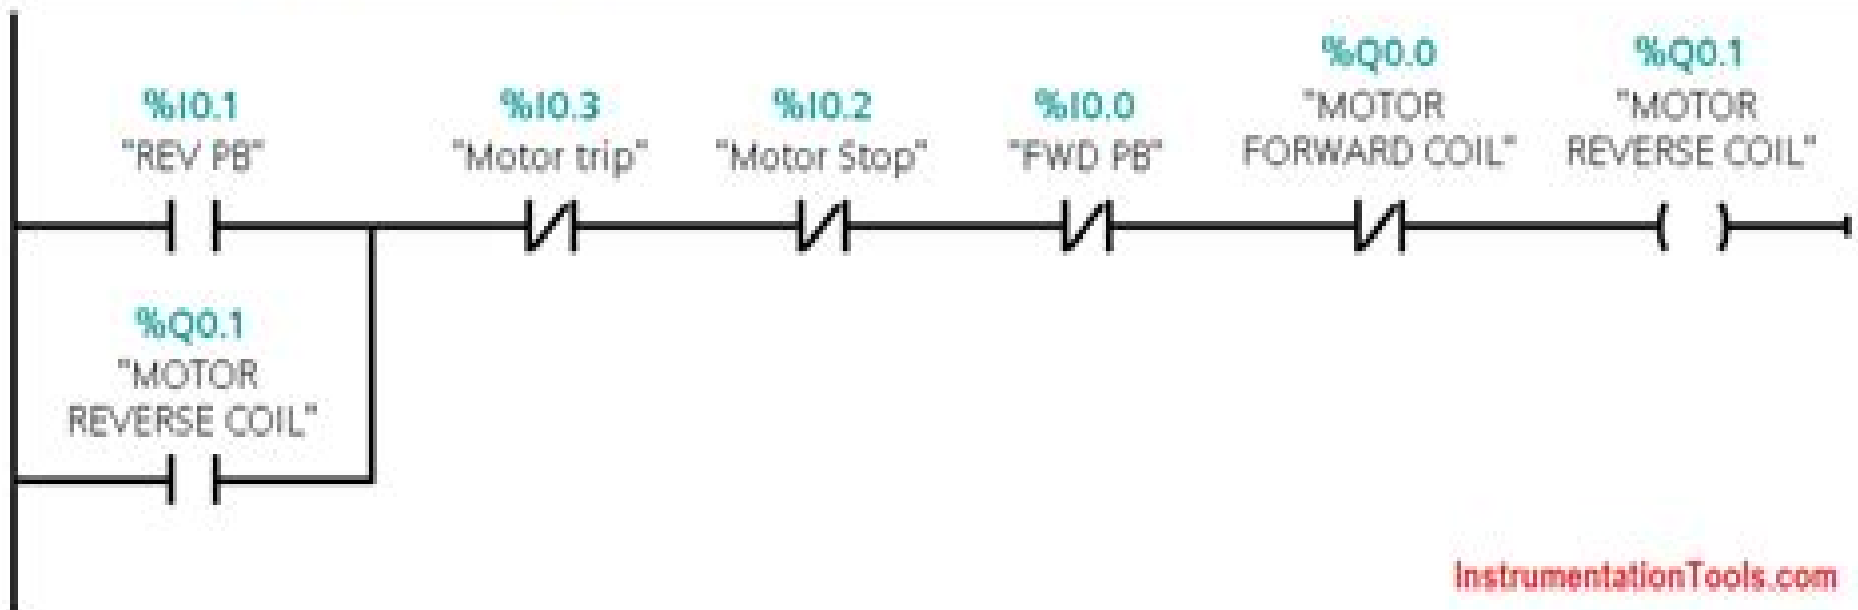 %Q0.0 %Q0.1
%I0.1 %I0.3 %I0.2 %I0.0 "MOTOR "MOTOR
"REV PB" "Motor trip" "Motor Stop" "FWD PB" FORWARD COIL" REVERSE COIL"
%Q0.1
"MOTOR
REVERSE COIL"
InstrumentationTools.com